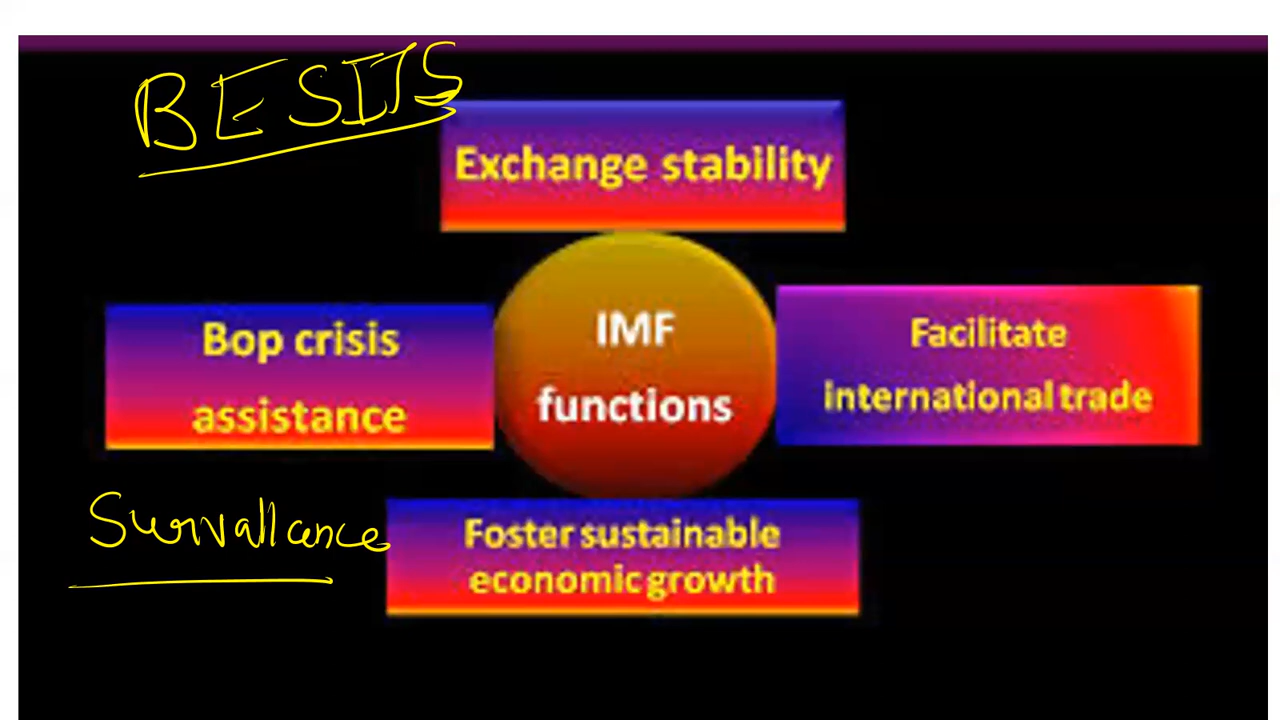 BESITS
Exchange stability
IMF
functions
Bop crisis
assistance
Facilitate
international trade
Survallance
Foster sustainable
economic growth